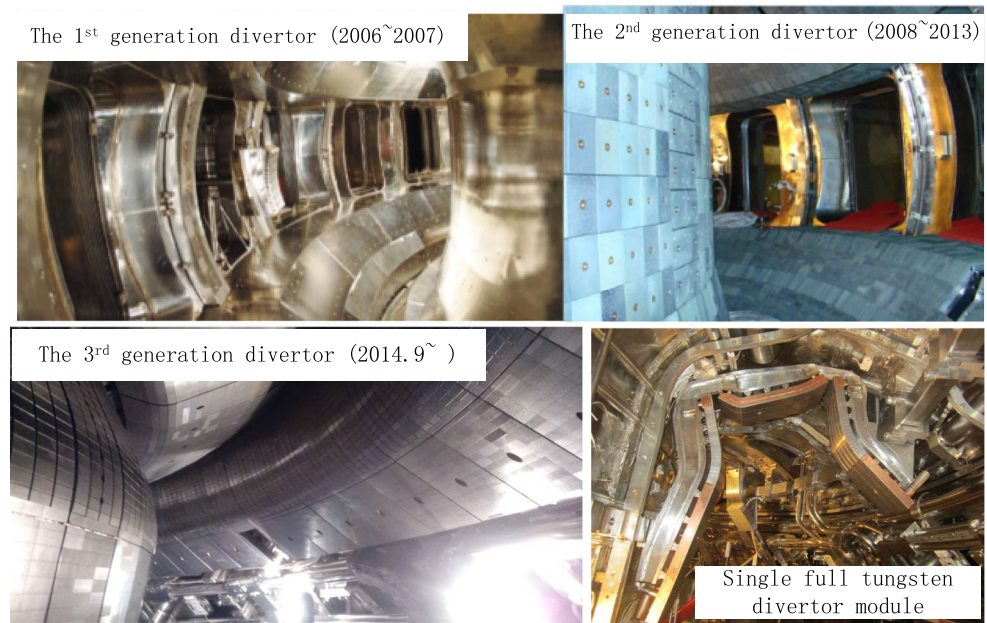 The 1st generation divertor (2006~2007)
The 2nd generation divertor (2008~2013)
The 3rd generation divertor (2014.9~ )
Single full tungsten
divertor module